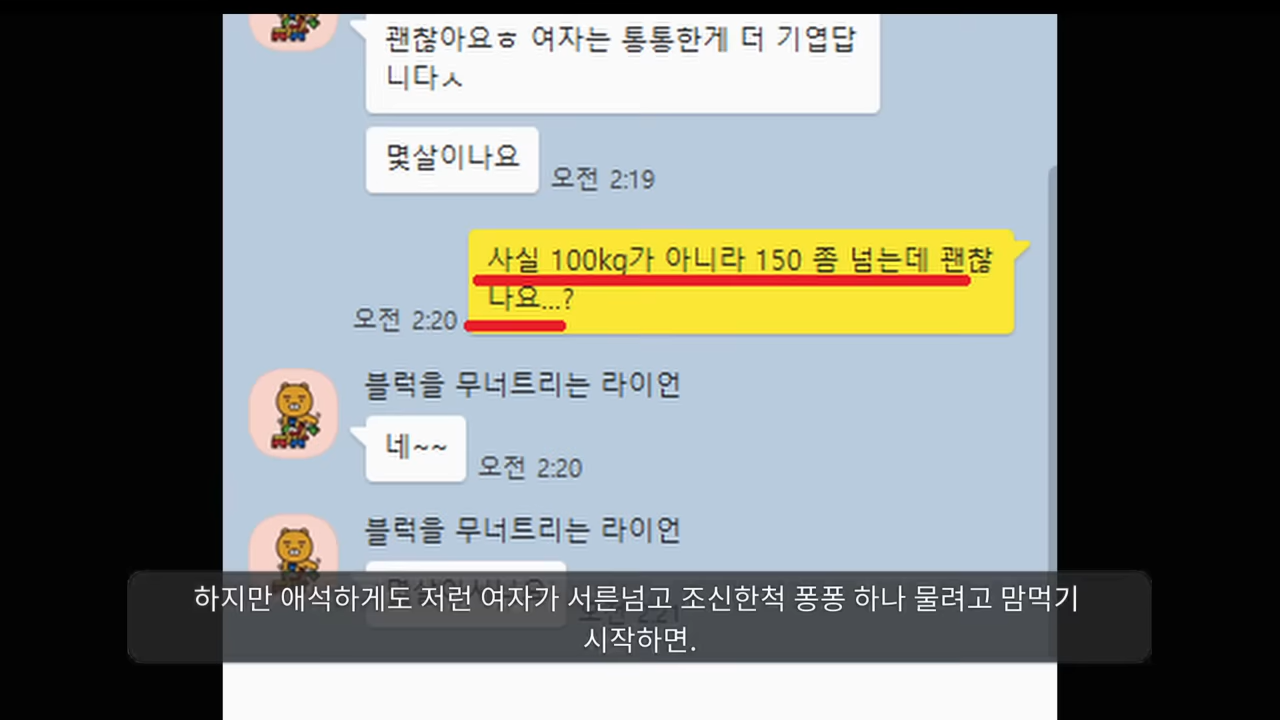 괜찮아요ㅎ 여자는 통통한게 더 기엽답
니다ㅅ
몇살이나요
오전 2:19
사실 100kg가 아니라 150 좀 넘는데 괜찮
나요...?
오전 2:20
블럭을 무너트리는 라이언
네~~
오전 2:20
블럭을 무너트리는 라이언
하지만 애석하게도 저런 여자가 서른넘고 조신한척 퐁퐁 하나 물려고 맘먹기
시작하면.